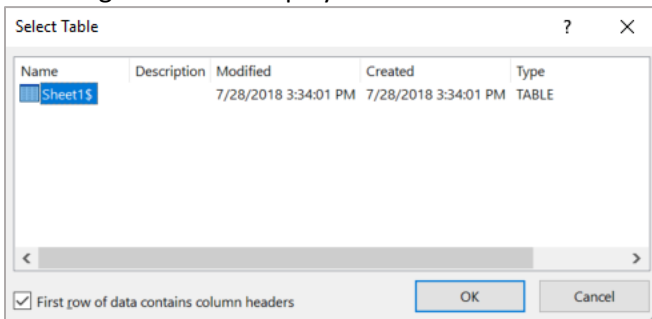 Select Table ? X
Name Description Modified Created Type
Sheet1$ 7/28/2018 3:34:01 PM 7/28/2018 3:34:01 PM TABLE
First row of data contains column headers OK Cancel